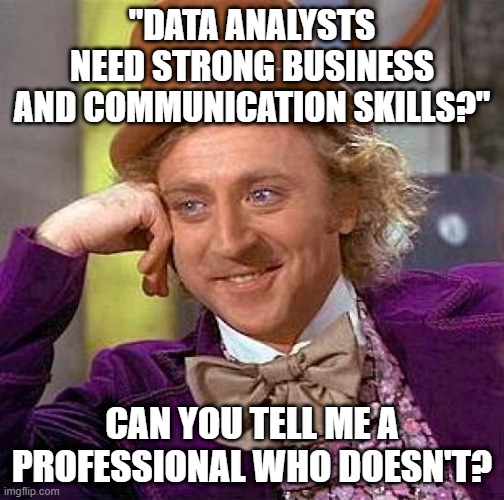 "DATA ANALYSTS
NEED STRONG BUSINESS
AND COMMUNICATION SKILLS?"
CAN YOU TELL ME A
PROFESSIONAL WHO DOESN'T?
imgflip.com